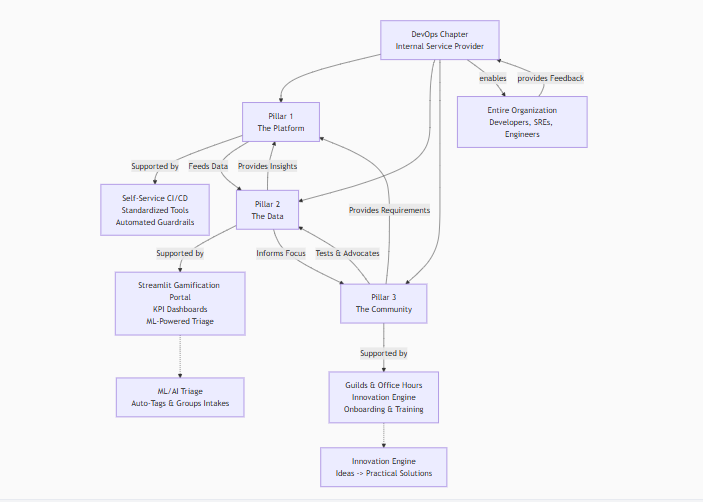 DevOps Chapter
Internal Service Provider
enables
provides Feedback
Entire Organization
Developers, SREs,
Engineers
Pillar 1
The Platform
Supported by
Feeds Data
Provides Insights
Self-Service CI/CD
Standardized Tools
Automated Guardrails
Pillar 2
The Data
Provides Requirements
Supported by
Informs Focus
Tests & Advocates
Streamlit Gamification
Portal
KPI Dashboards
ML-Powered Triage
Pillar 3
The Community
Supported by
ML/AI Triage
Auto-Tags & Groups Intakes
Guilds & Office Hours
Innovation Engine
Onboarding & Training
Innovation Engine
Ideas -> Practical Solutions